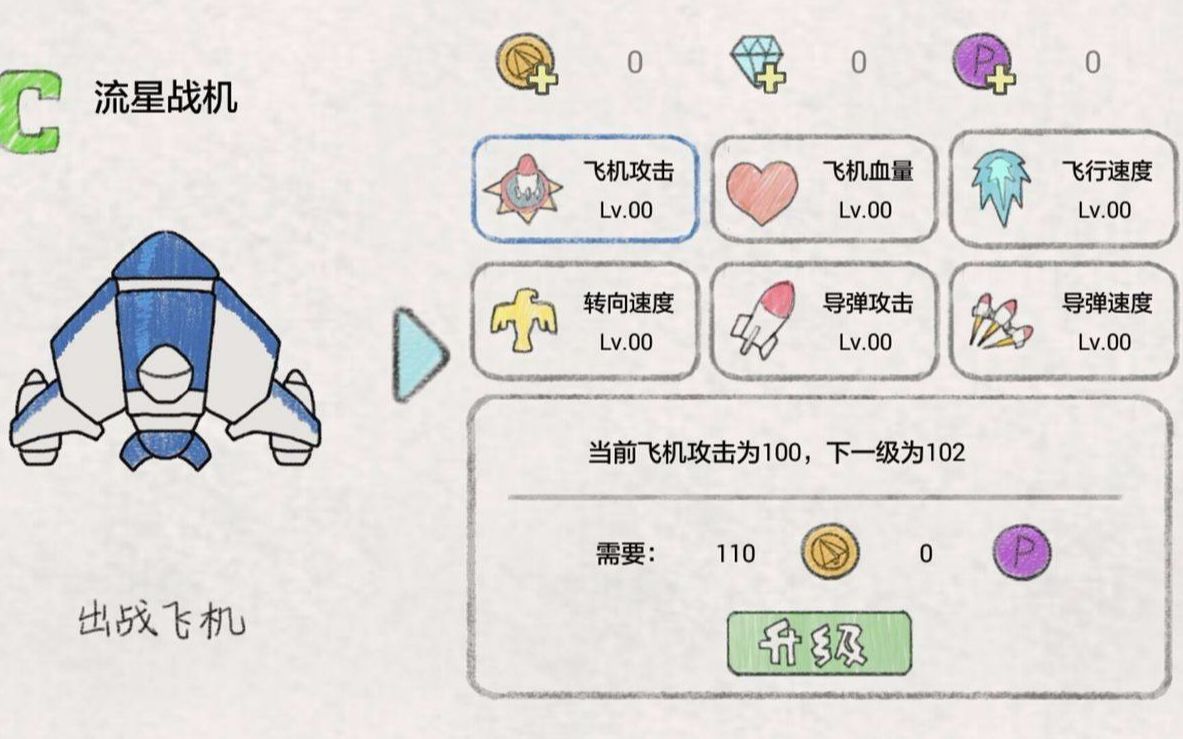 0 0 0
C 流星战机
飞机攻击 飞机血量 飞行速度
Lv.00 Lv.00 Lv.00
转向速度 导弹攻击 导弹速度
Lv.00 Lv.00 Lv.00
当前飞机攻击为100，下一级为102
需要： 110 0 P
出战飞机
升级